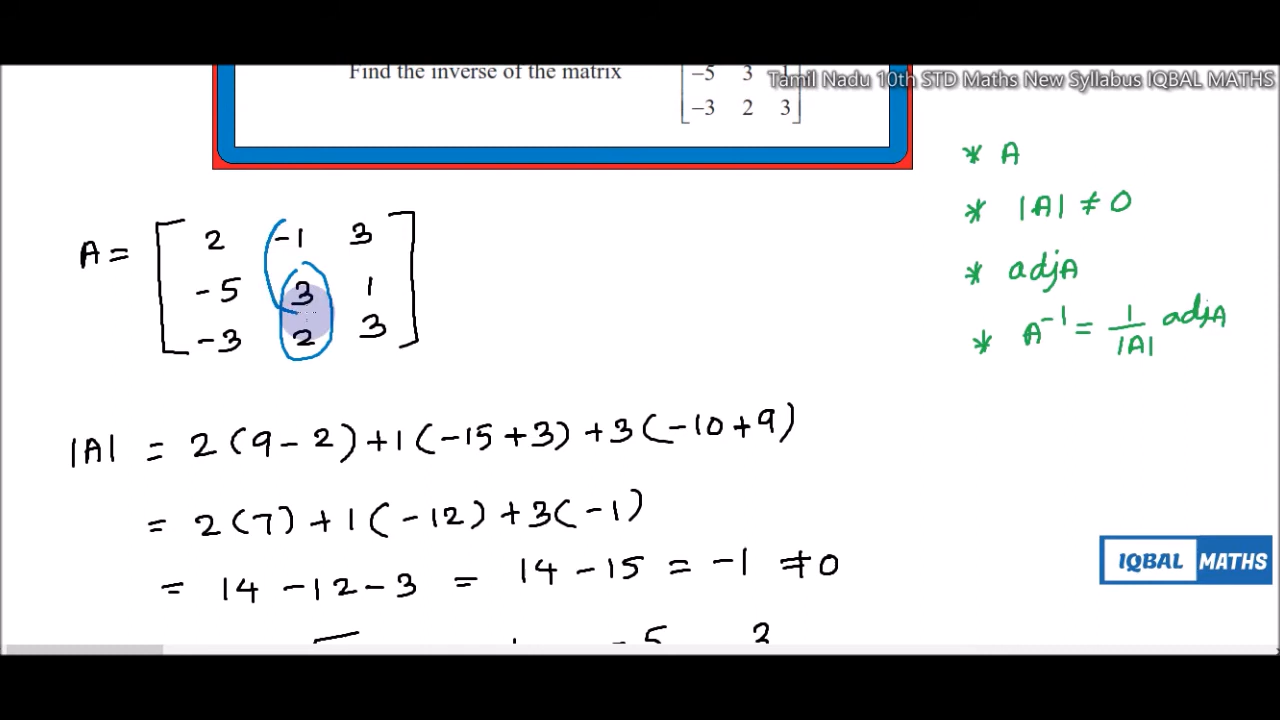 Find the inverse of the matrix
−5 3 1
−3 2 3
Tamil Nadu 10th STD Maths New Syllabus IQBAL MATHS
* A
* |A| ≠ 0
* adjA
* A⁻¹ = 1/|A| adjA
A =
2 -1 3
-5 3 1
-3 2 3
|A| = 2(9-2)+1(-15+3)+3(-10+9)
= 2(7)+1(-12)+3(-1)
= 14 -12-3 = 14 -15 = -1 ≠0
IQBAL MATHS